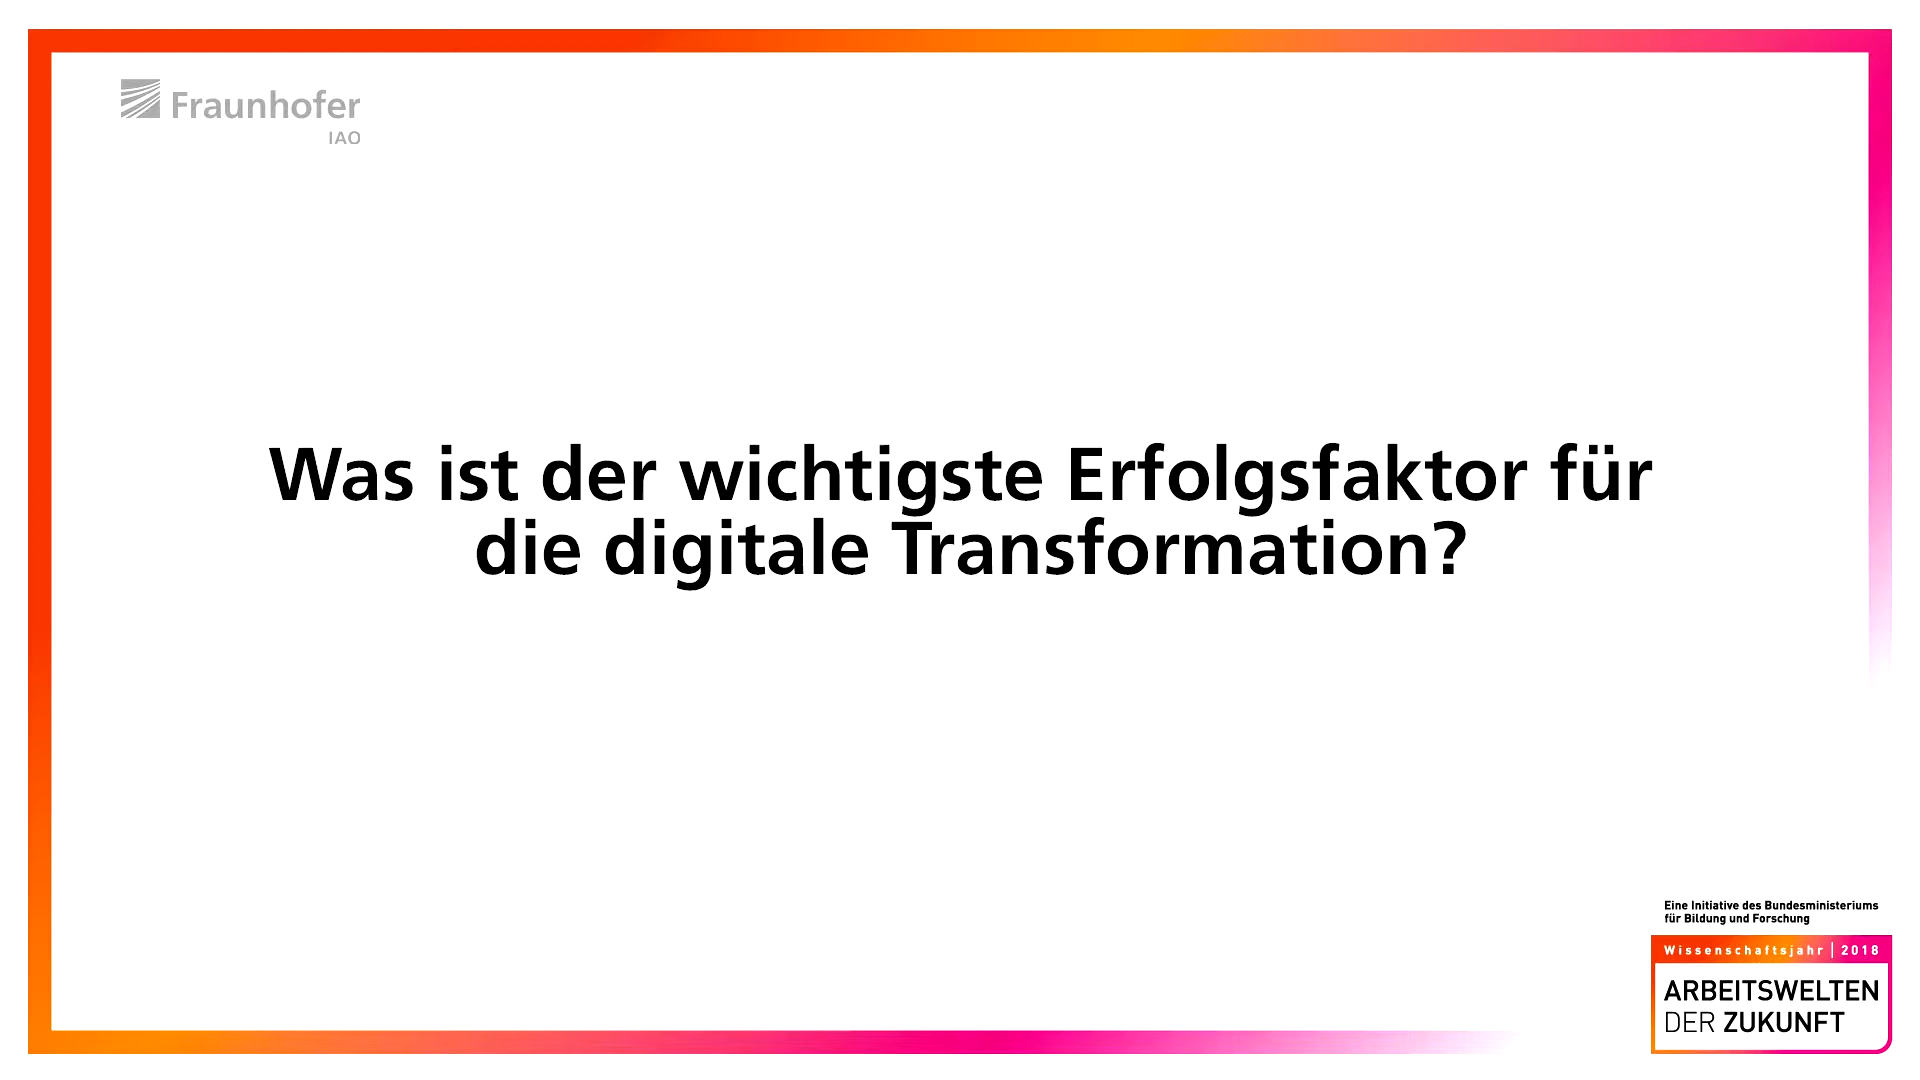 Fraunhofer
IAO
Was ist der wichtigste Erfolgsfaktor für
die digitale Transformation?
Eine Initiative des Bundesministeriums
für Bildung und Forschung
Wissenschaftsjahr | 2018
ARBEITSWELTEN
DER ZUKUNFT